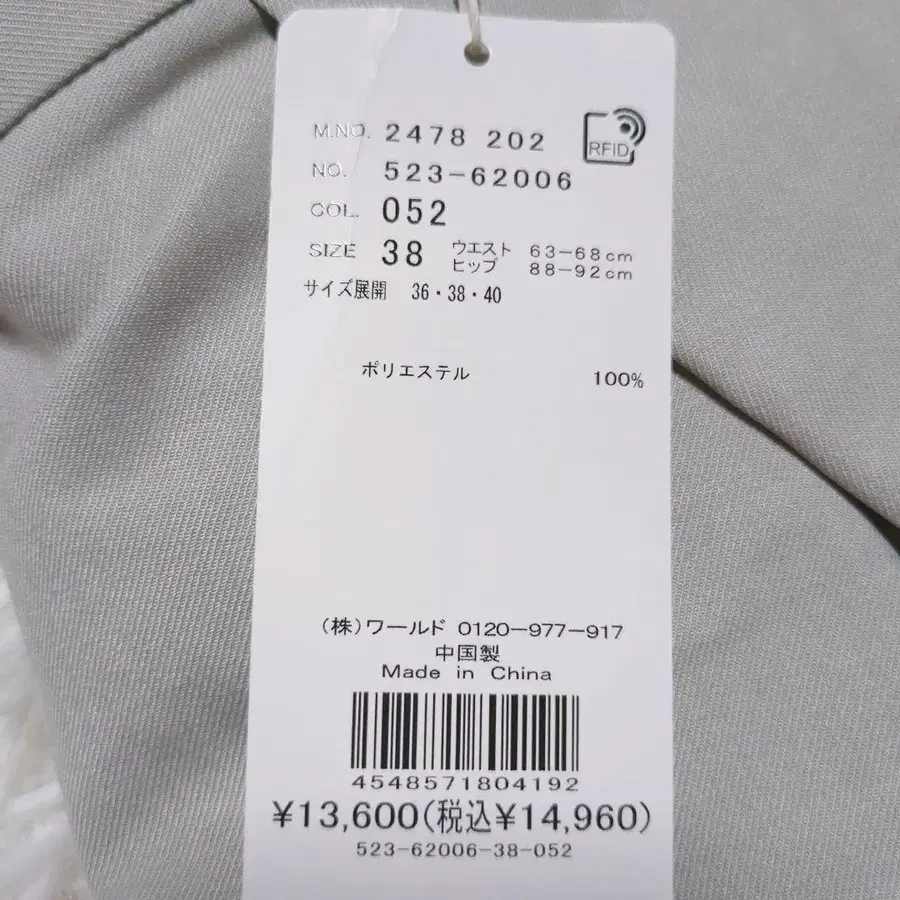 M.NO. 2478 202
RFID
NO. 523-62006
COL. 052
SIZE 38 ウエスト 63-68cm
ヒップ 88-92cm
サイズ展開 36・38・40
ポリエステル 100%
(株)ワールド 0120-977-917
中国製
Made in China
4548571804192
¥13,600(税込¥14,960)
523-62006-38-052